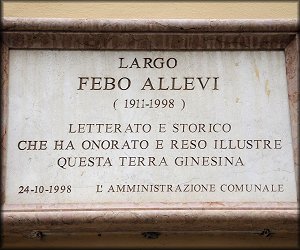 LARGO
FEBO ALLEVI
( 1911-1998 )
LETTERATO E STORICO
CHE HA ONORATO E RESO ILLUSTRE
QUESTA TERRA GINESINA
24-10-1998 L'AMMINISTRAZIONE COMUNALE